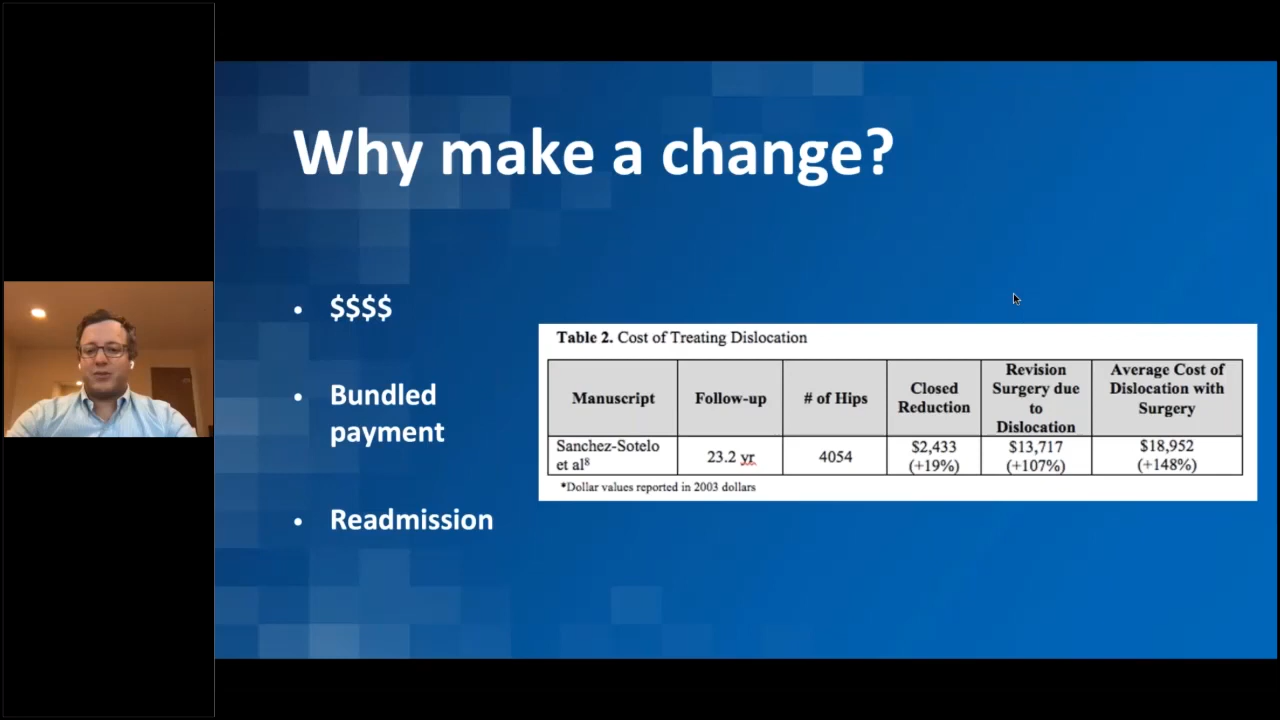 Why make a change?
• $$$$
• Bundled
payment
• Readmission
Table 2. Cost of Treating Dislocation
Manuscript
Follow-up
# of Hips
Closed
Reduction
Revision
Surgery due
to
Dislocation
Average Cost of
Dislocation with
Surgery
Sanchez-Sotelo
et al⁸
23.2 yr
4054
$2,433
(+19%)
$13,717
(+107%)
$18,952
(+148%)
*Dollar values reported in 2003 dollars